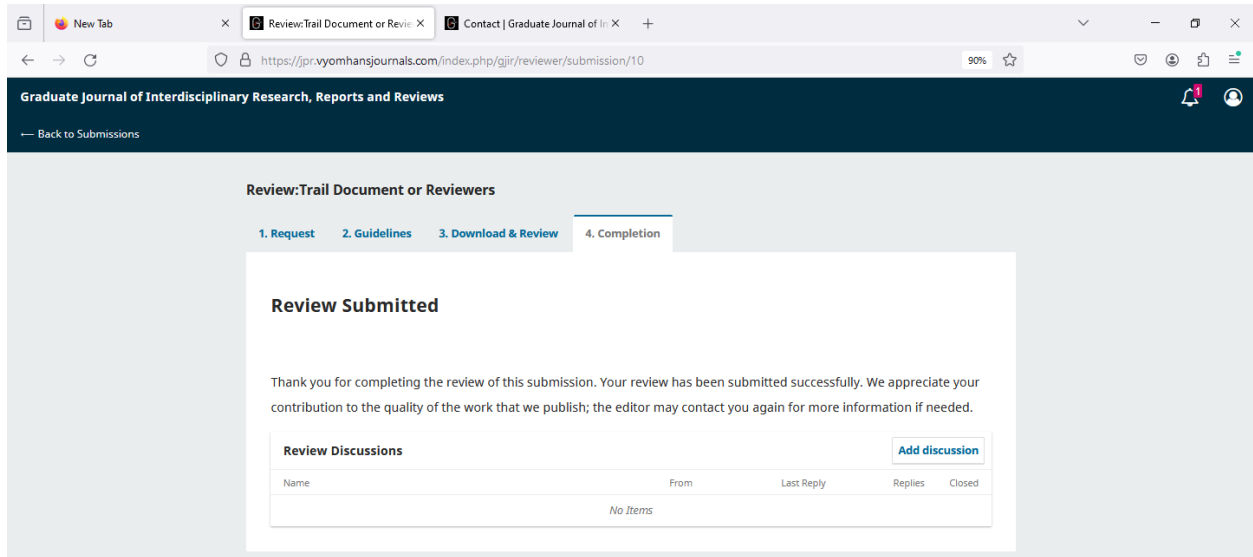 New Tab
Review:Trail Document or Revie
Contact | Graduate Journal of In
https://jpr.vyomhansjournals.com/index.php/gjir/reviewer/submission/10
90%
Graduate Journal of Interdisciplinary Research, Reports and Reviews
1
← Back to Submissions
Review:Trail Document or Reviewers
1. Request 2. Guidelines 3. Download & Review 4. Completion
Review Submitted
Thank you for completing the review of this submission. Your review has been submitted successfully. We appreciate your
contribution to the quality of the work that we publish; the editor may contact you again for more information if needed.
Review Discussions Add discussion
Name From Last Reply Replies Closed
No Items